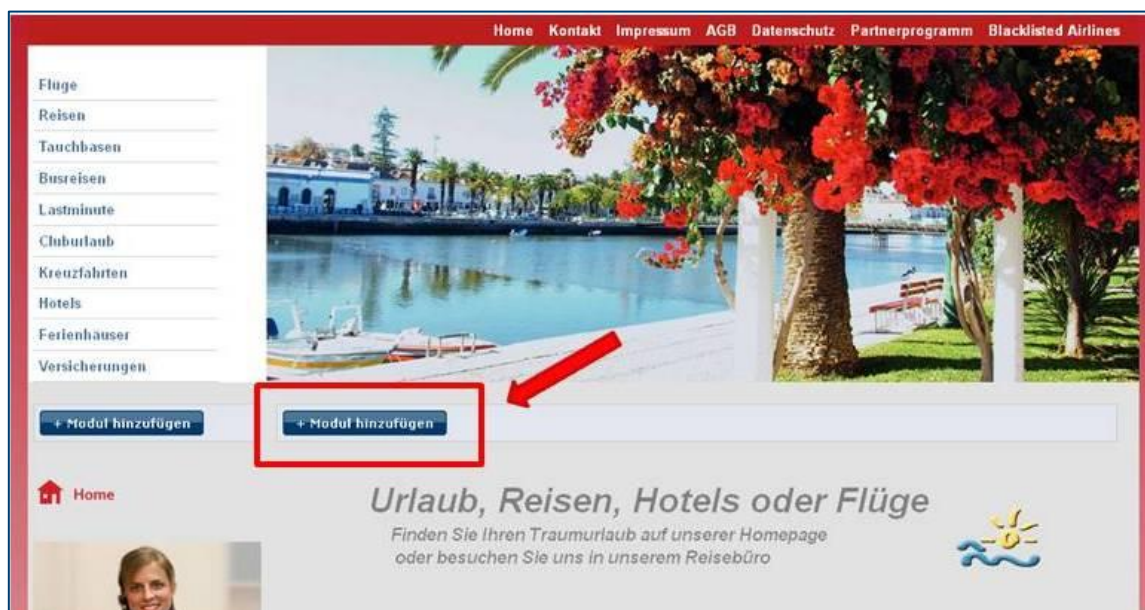 Home Kontakt Impressum AGB Datenschutz Partnerprogramm Blacklisted Airlines
Flüge
Reisen
Tauchbasen
Busreisen
Lastminute
Cluburlaub
Kreuzfahrten
Hotels
Ferienhäuser
Versicherungen
+ Modul hinzufügen + Modul hinzufügen
Home
Urlaub, Reisen, Hotels oder Flüge
Finden Sie Ihren Traumurlaub auf unserer Homepage
oder besuchen Sie uns in unserem Reisebüro